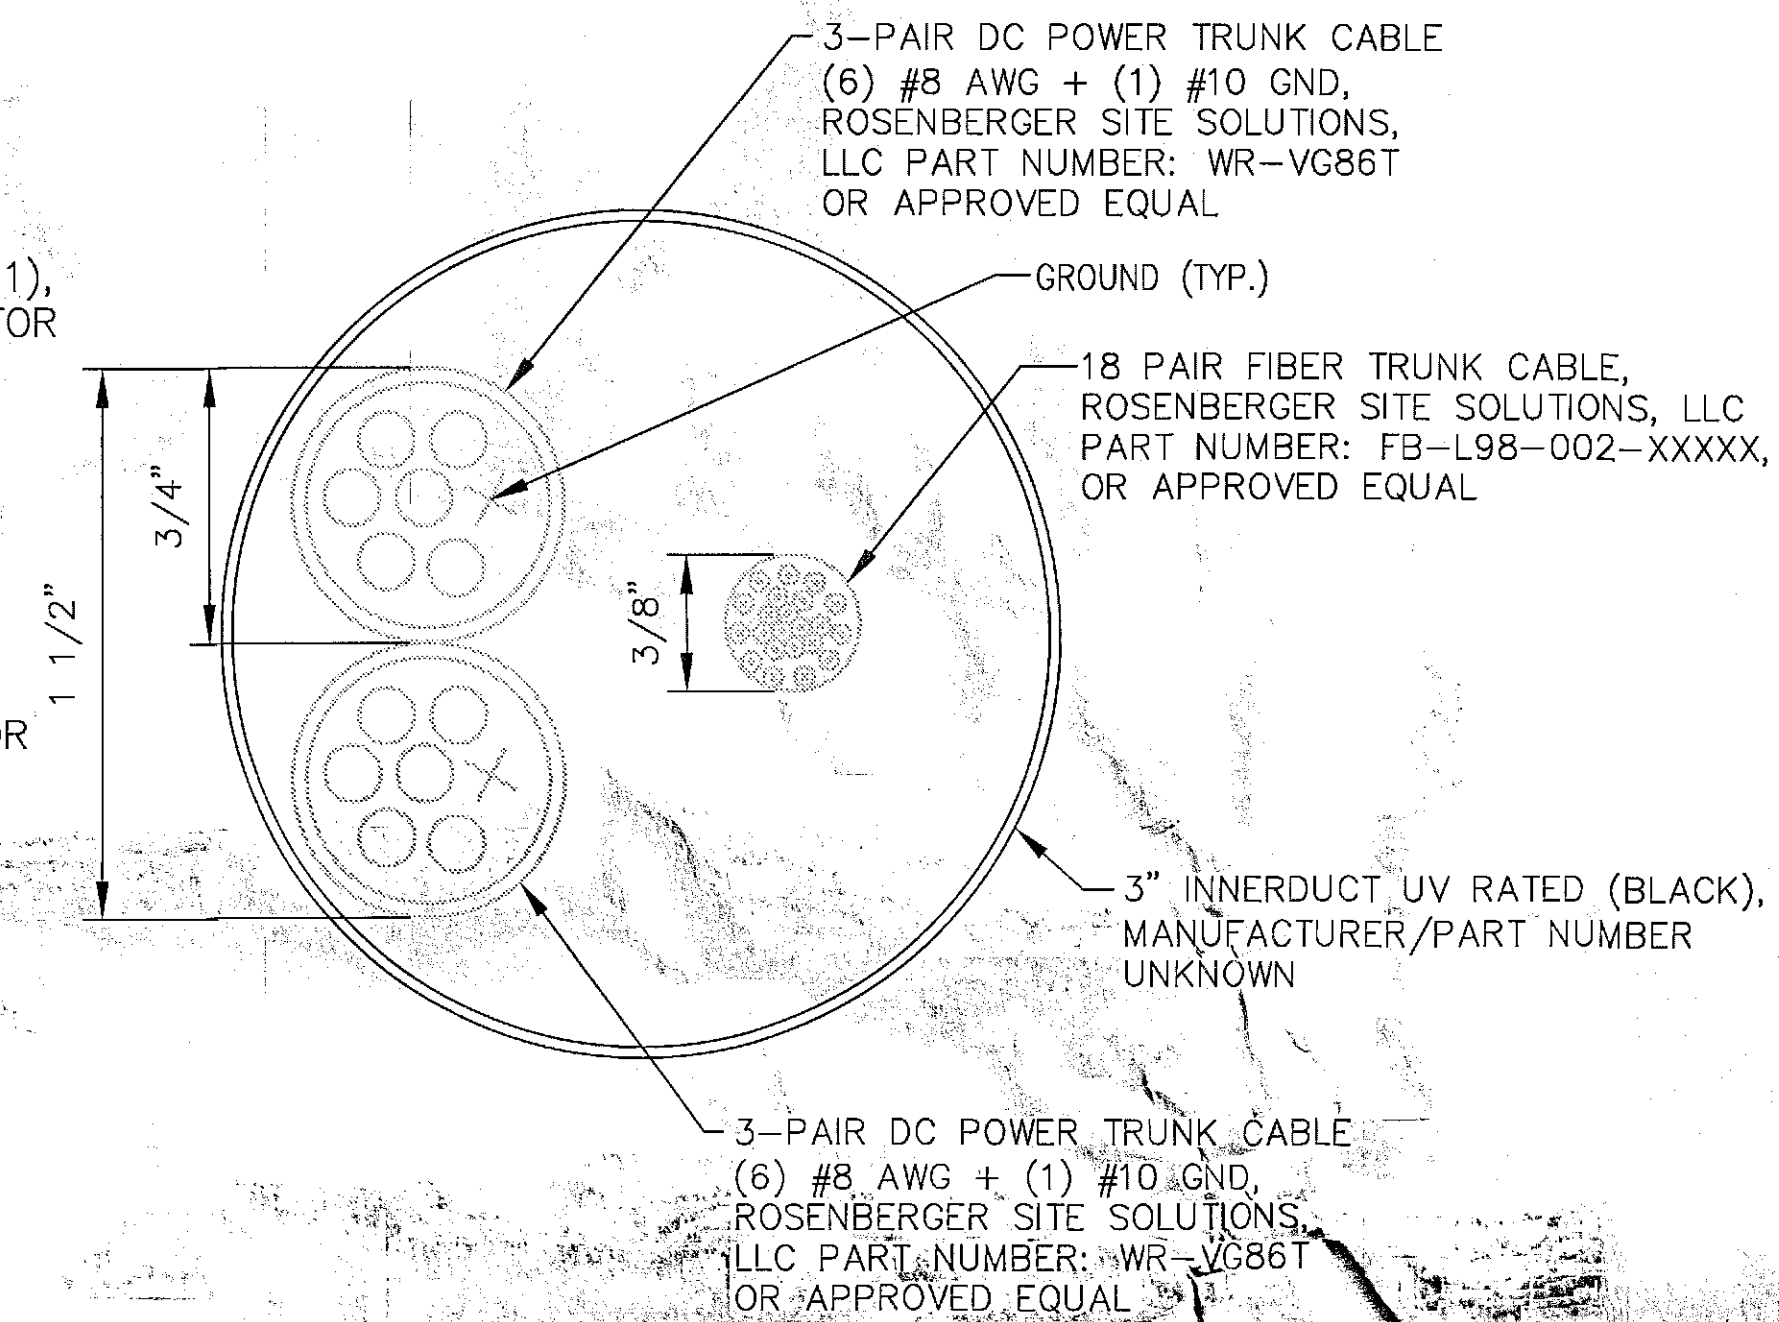 3-PAIR DC POWER TRUNK CABLE
(6) #8 AWG + (1) #10 GND,
ROSENBERGER SITE SOLUTIONS,
LLC PART NUMBER: WR-VG86T
OR APPROVED EQUAL
GROUND (TYP.)
1),
TOR
18 PAIR FIBER TRUNK CABLE,
ROSENBERGER SITE SOLUTIONS, LLC
PART NUMBER: FB-L98-002-XXXXX,
OR APPROVED EQUAL
3/4"
1 1/2"
3/8"
OR
3" INNERDUCT UV RATED (BLACK),
MANUFACTURER/PART NUMBER
UNKNOWN
3-PAIR DC POWER TRUNK CABLE
(6) #8 AWG + (1) #10 GND,
ROSENBERGER SITE SOLUTIONS,
LLC PART NUMBER: WR-VG86T
OR APPROVED EQUAL